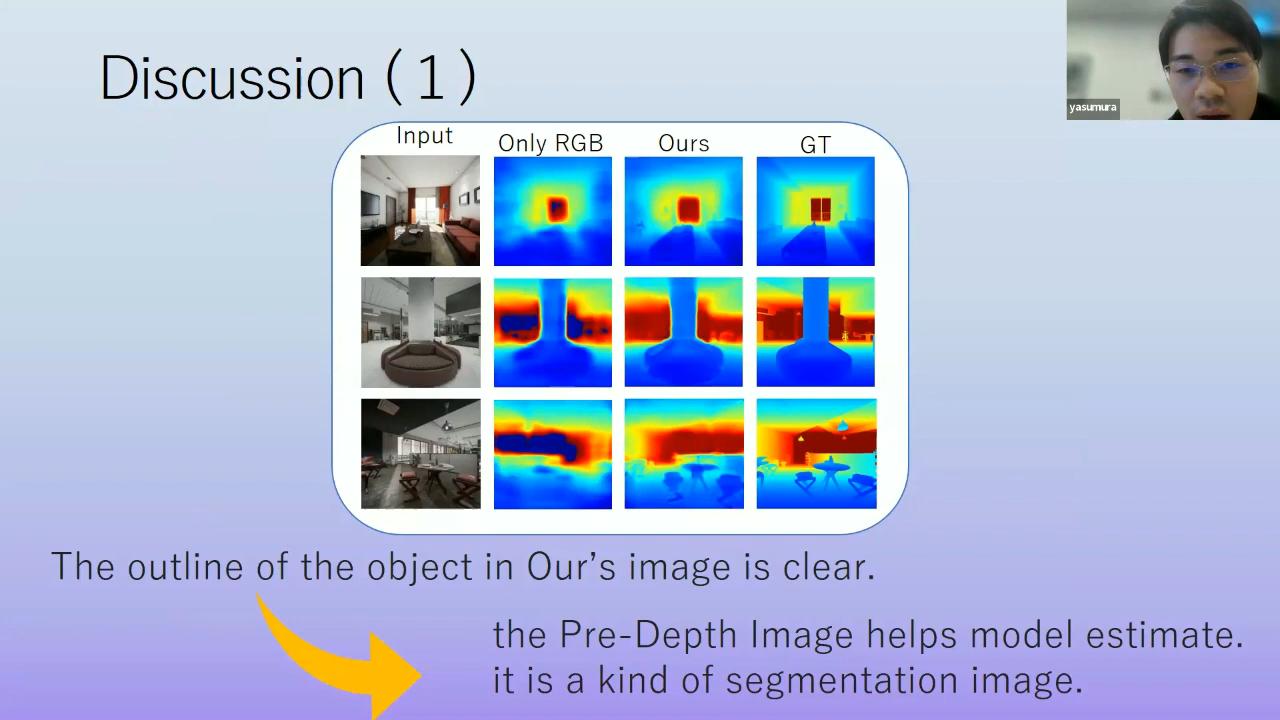 Discussion (1)
yasumura
Input
Only RGB
Ours
GT
The outline of the object in Our's image is clear.
the Pre-Depth Image helps model estimate.
it is a kind of segmentation image.